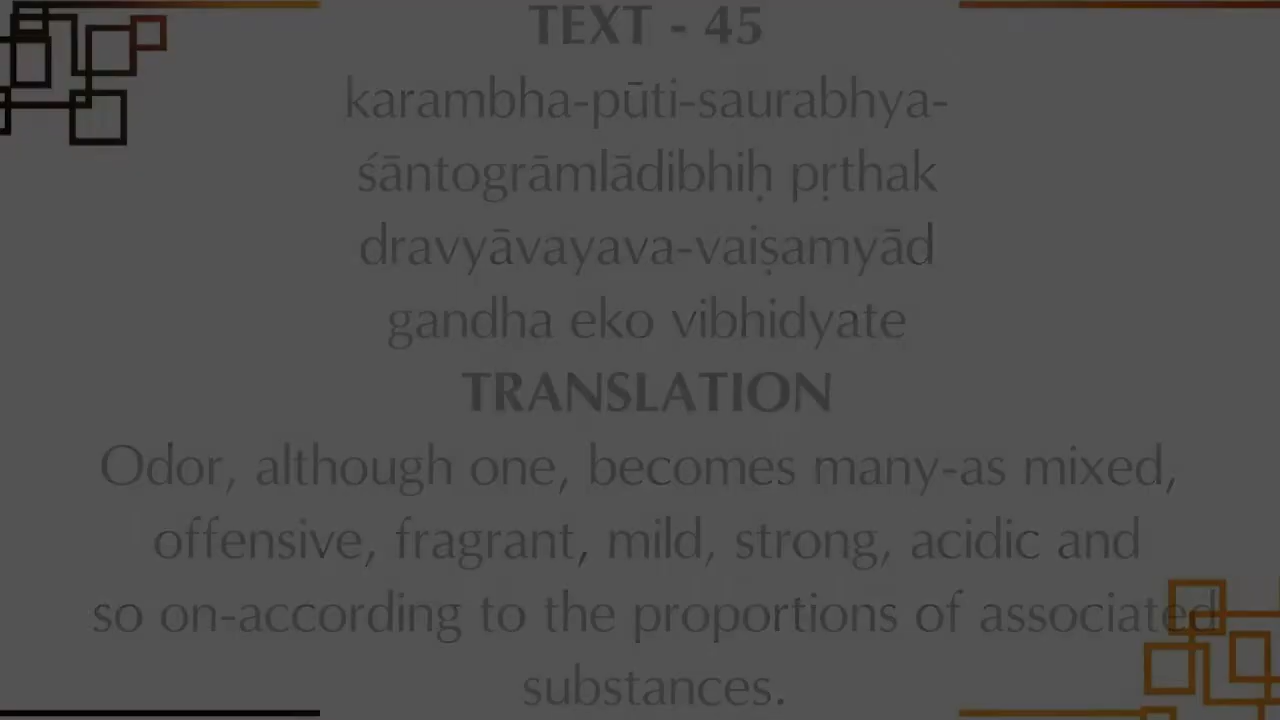 TEXT - 45
karambha-pūti-saurabhya-
śāntogrāmlādibhiḥ pṛthak
dravyāvayava-vaiṣamyād
gandha eko vibhidyate
TRANSLATION
Odor, although one, becomes many-as mixed,
offensive, fragrant, mild, strong, acidic and
so on-according to the proportions of associated
substances.